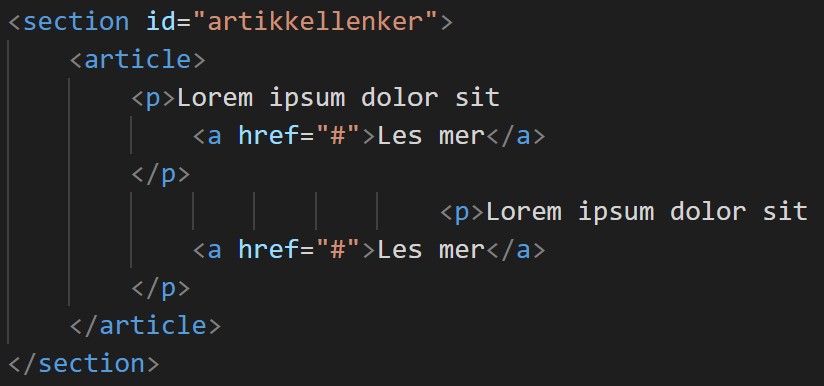 <section id="artikkellenker">
    <article>
        <p>Lorem ipsum dolor sit
            <a href="#">Les mer</a>
        </p>
                            <p>Lorem ipsum dolor sit
            <a href="#">Les mer</a>
        </p>
    </article>
</section>